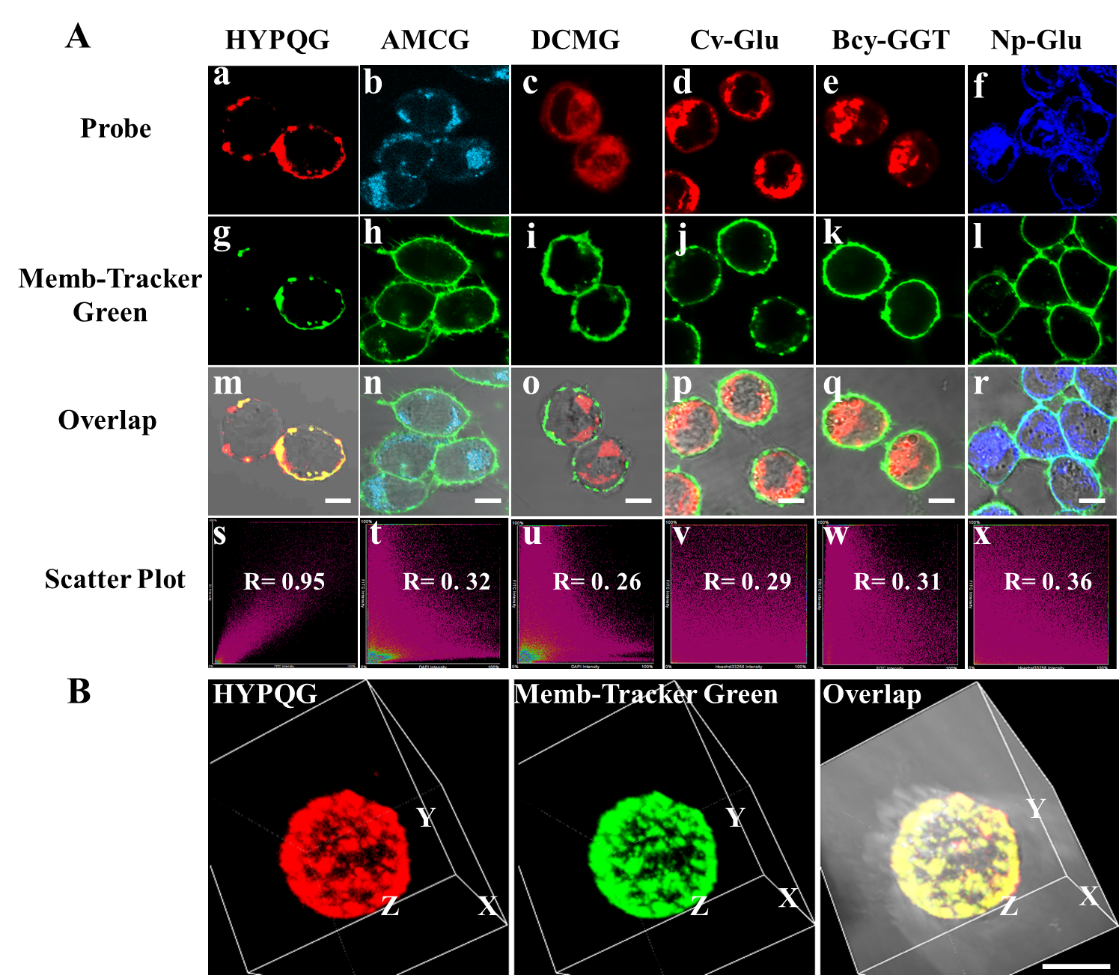 A
HYPQG AMCG DCMG Cv-Glu Bcy-GGT Np-Glu
Probe
a b c d e f
Memb-Tracker
Green
g h i j k l
Overlap
m n o p q r
Scatter Plot
s t u v w x
R= 0.95 R= 0. 32 R= 0.26 R= 0. 29 R= 0.31 R= 0. 36
B
HYPQG Memb-Tracker Green Overlap
Y Y Y
Z X Z X Z X